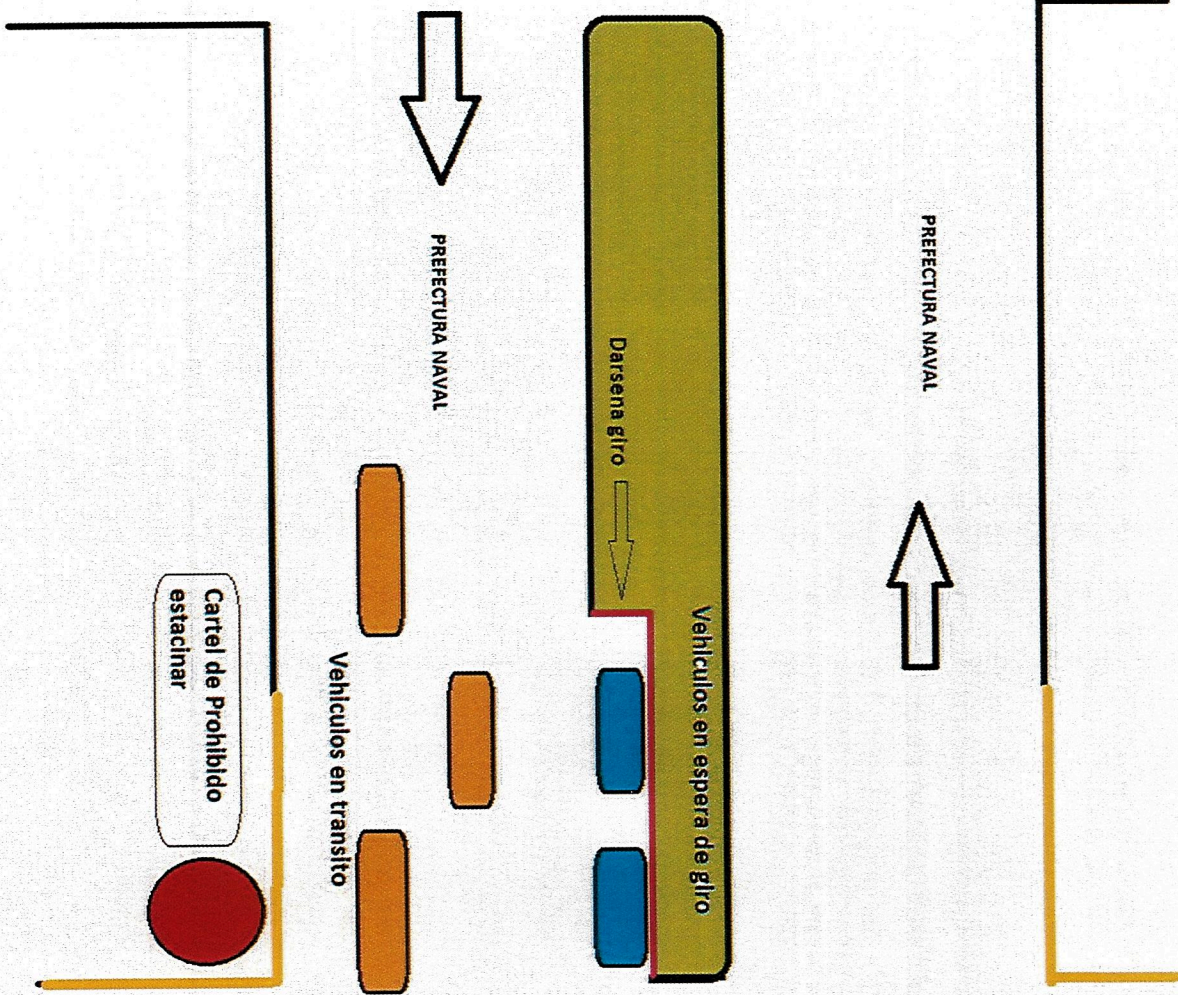 PREFECTURA NAVAL
PREFECTURA NAVAL
Darsena giro
Vehiculos en espera de giro
Vehiculos en transito
Cartel de Prohibido
estacinar